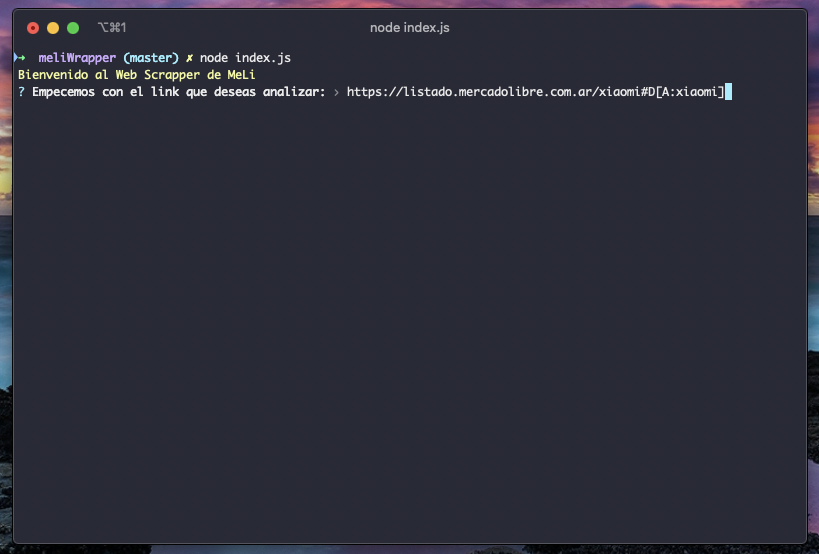 ⌥⌘1 node index.js
➜ meliWrapper (master) ✗ node index.js
Bienvenido al Web Scrapper de MeLi
? Empecemos con el link que deseas analizar: › https://listado.mercadolibre.com.ar/xiaomi#D[A:xiaomi]